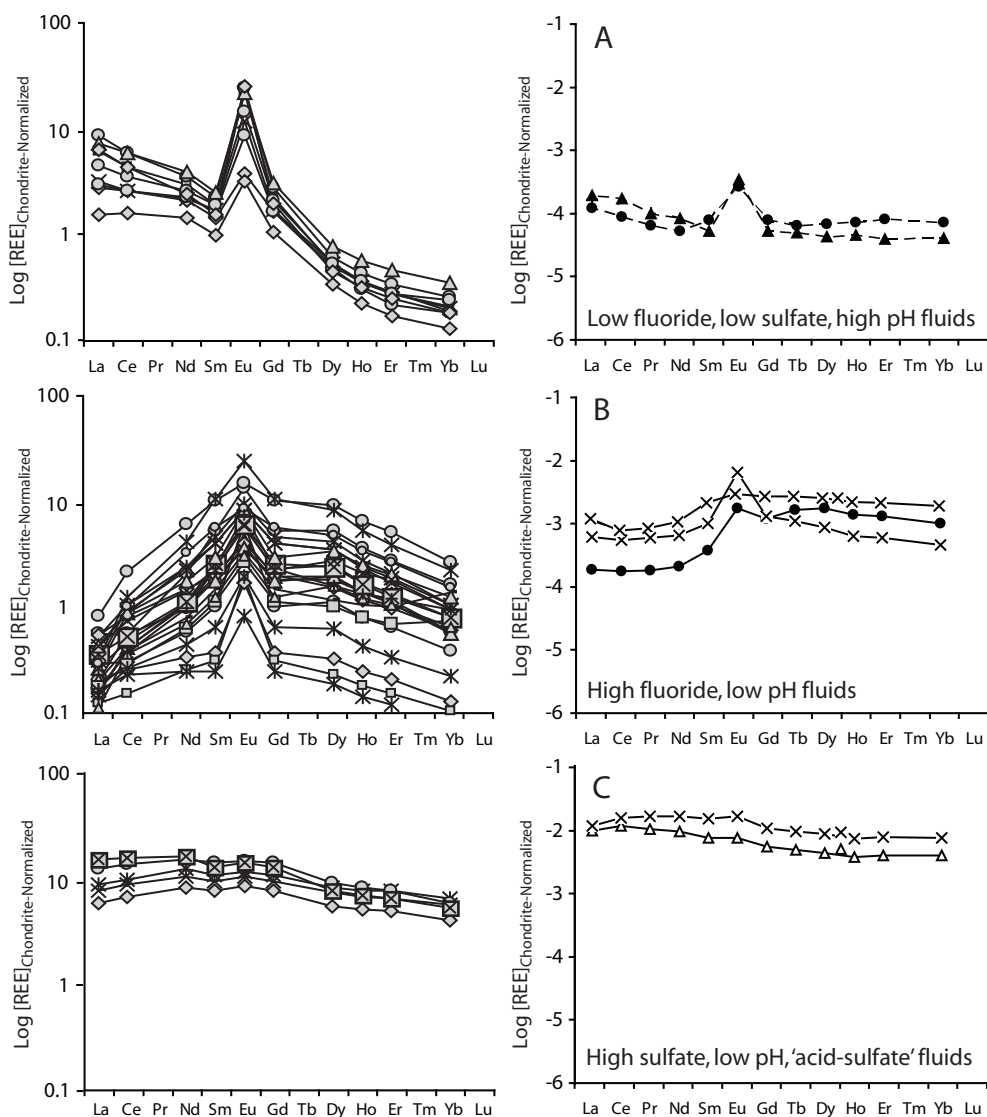 100
10
1
0.1
Log [REE]Chondrite-Normalized
La Ce Pr Nd Sm Eu Gd Tb Dy Ho Er Tm Yb Lu
-1
-2
-3
-4
-5
-6
Log [REE]Chondrite-Normalized
A
Low fluoride, low sulfate, high pH fluids
La Ce Pr Nd Sm Eu Gd Tb Dy Ho Er Tm Yb Lu
100
10
1
0.1
Log [REE]Chondrite-Normalized
La Ce Pr Nd Sm Eu Gd Tb Dy Ho Er Tm Yb Lu
-1
-2
-3
-4
-5
-6
Log [REE]Chondrite-Normalized
B
High fluoride, low pH fluids
La Ce Pr Nd Sm Eu Gd Tb Dy Ho Er Tm Yb Lu
100
10
1
0.1
Log [REE]Chondrite-Normalized
La Ce Pr Nd Sm Eu Gd Tb Dy Ho Er Tm Yb Lu
-1
-2
-3
-4
-5
-6
Log [REE]Chondrite-Normalized
C
High sulfate, low pH, ‘acid-sulfate’ fluids
La Ce Pr Nd Sm Eu Gd Tb Dy Ho Er Tm Yb Lu